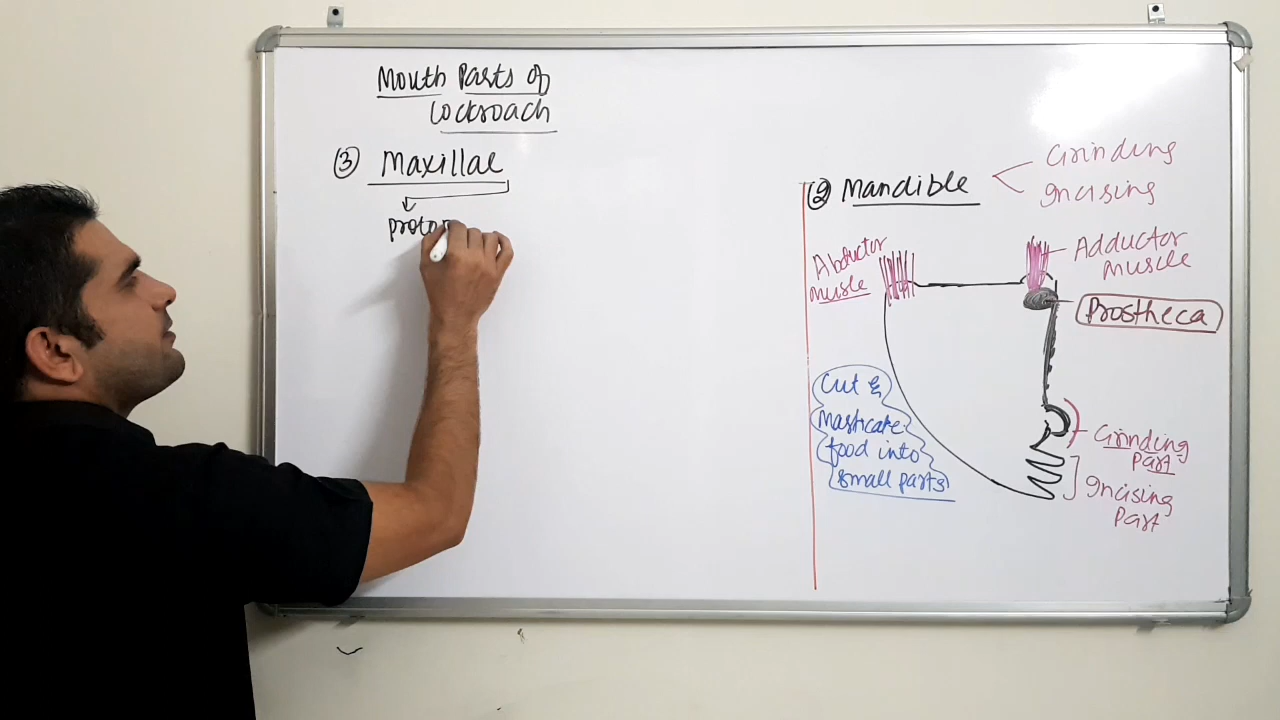 Mouth Parts of
Cockroach
③ Maxillae
proto
② Mandible
Grinding
Incising
Abductor
Muscle
Adductor
Muscle
Prostheca
Cut &
Masticate
food into
small parts
Grinding
Part
Incising
Part